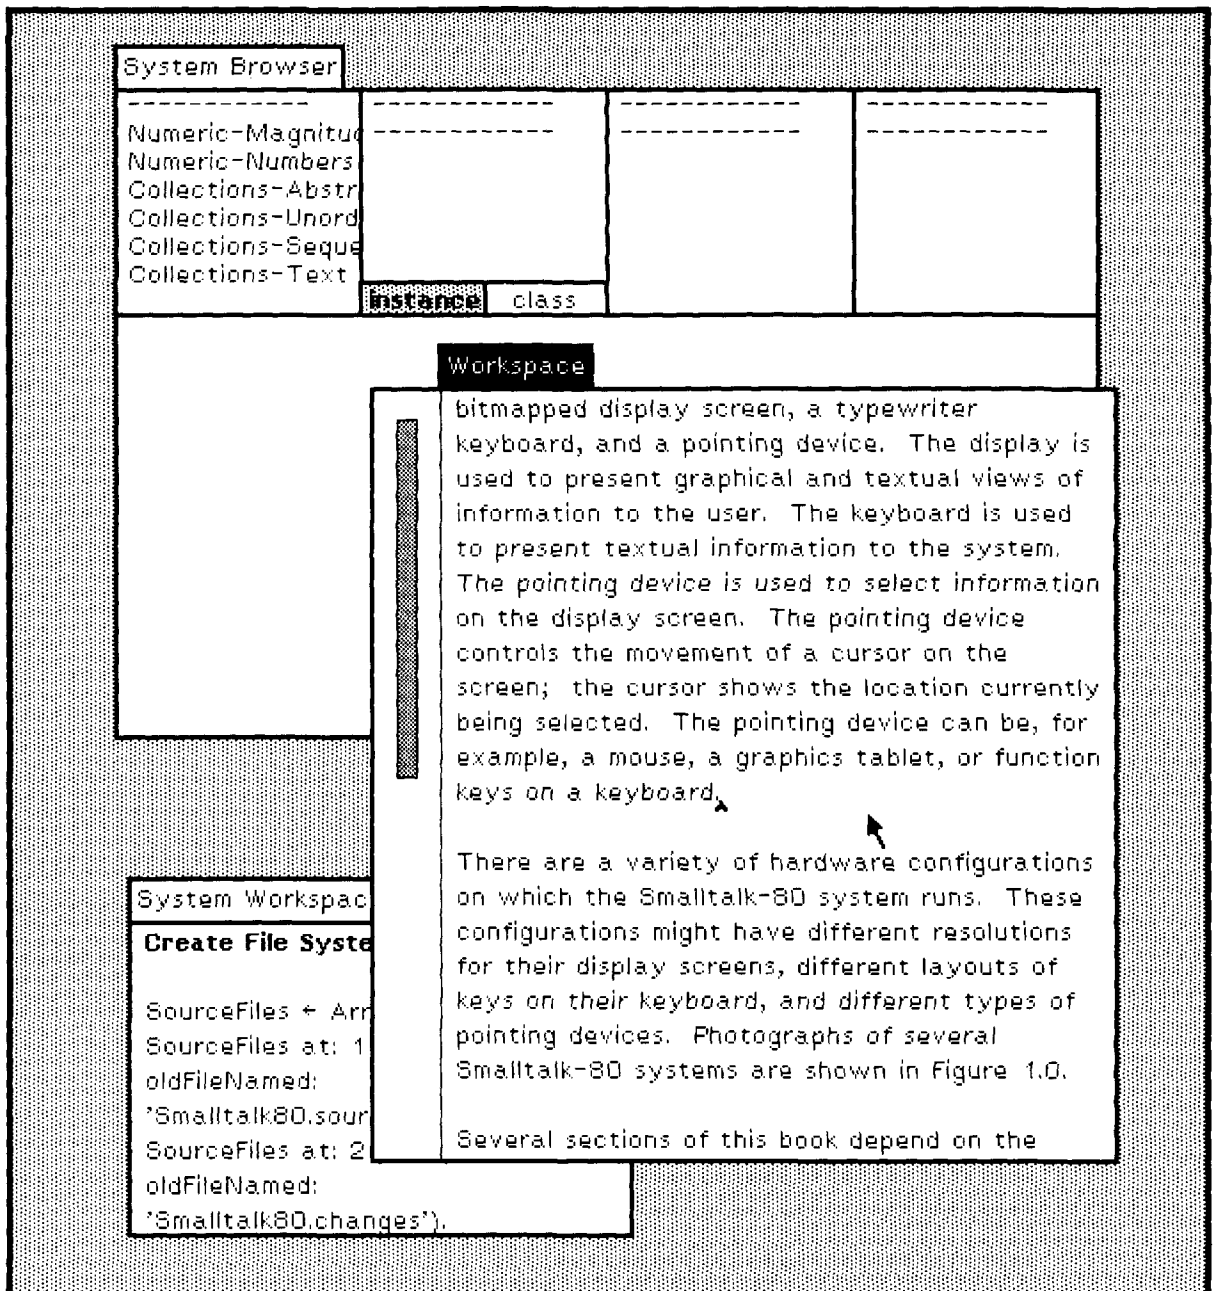 System Browser
------------
Numeric-Magnitud
Numeric-Numbers
Collections-Abstr
Collections-Unord
Collections-Seque
Collections-Text
------------
------------
instance class
------------
------------
------------
------------
Workspace
bitmapped display screen, a typewriter
keyboard, and a pointing device. The display is
used to present graphical and textual views of
information to the user. The keyboard is used
to present textual information to the system.
The pointing device is used to select information
on the display screen. The pointing device
controls the movement of a cursor on the
screen; the cursor shows the location currently
being selected. The pointing device can be, for
example, a mouse, a graphics tablet, or function
keys on a keyboard.
There are a variety of hardware configurations
on which the Smalltalk-80 system runs. These
configurations might have different resolutions
for their display screens, different layouts of
keys on their keyboard, and different types of
pointing devices. Photographs of several
Smalltalk-80 systems are shown in Figure 1.0.
Several sections of this book depend on the
System Workspac
Create File Syste
SourceFiles ← Arr
SourceFiles at: 1
oldFileNamed:
'Smalltalk80.sour
SourceFiles at: 2
oldFileNamed:
'Smalltalk80.changes').